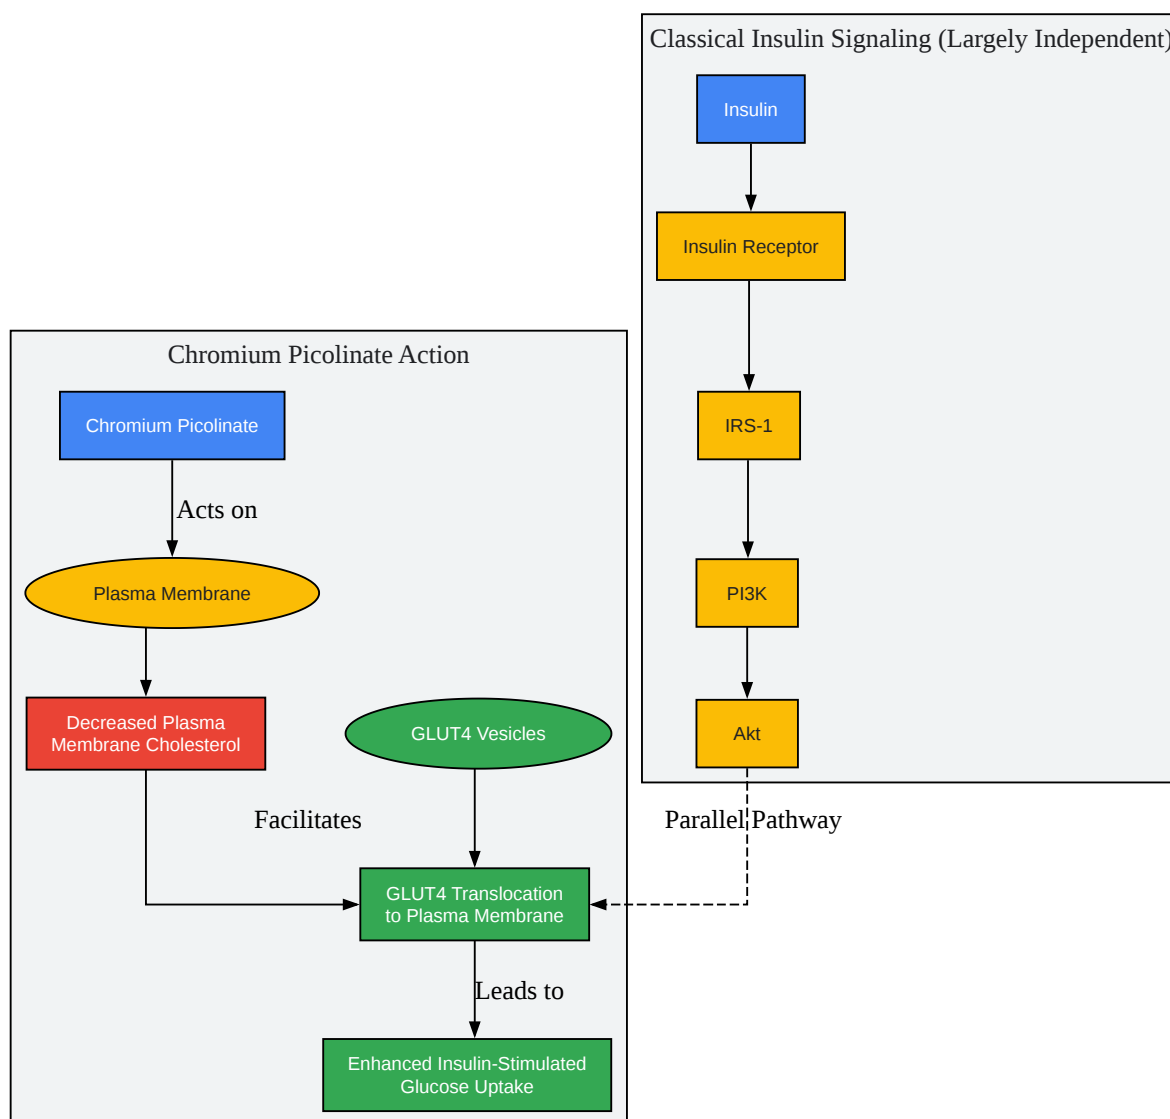 Classical Insulin Signaling (Largely Independent)
Insulin
Insulin Receptor
IRS-1
PI3K
Akt
Parallel Pathway
Chromium Picolinate Action
Chromium Picolinate
Acts on
Plasma Membrane
Decreased Plasma
Membrane Cholesterol
GLUT4 Vesicles
Facilitates
GLUT4 Translocation
to Plasma Membrane
Leads to
Enhanced Insulin-Stimulated
Glucose Uptake